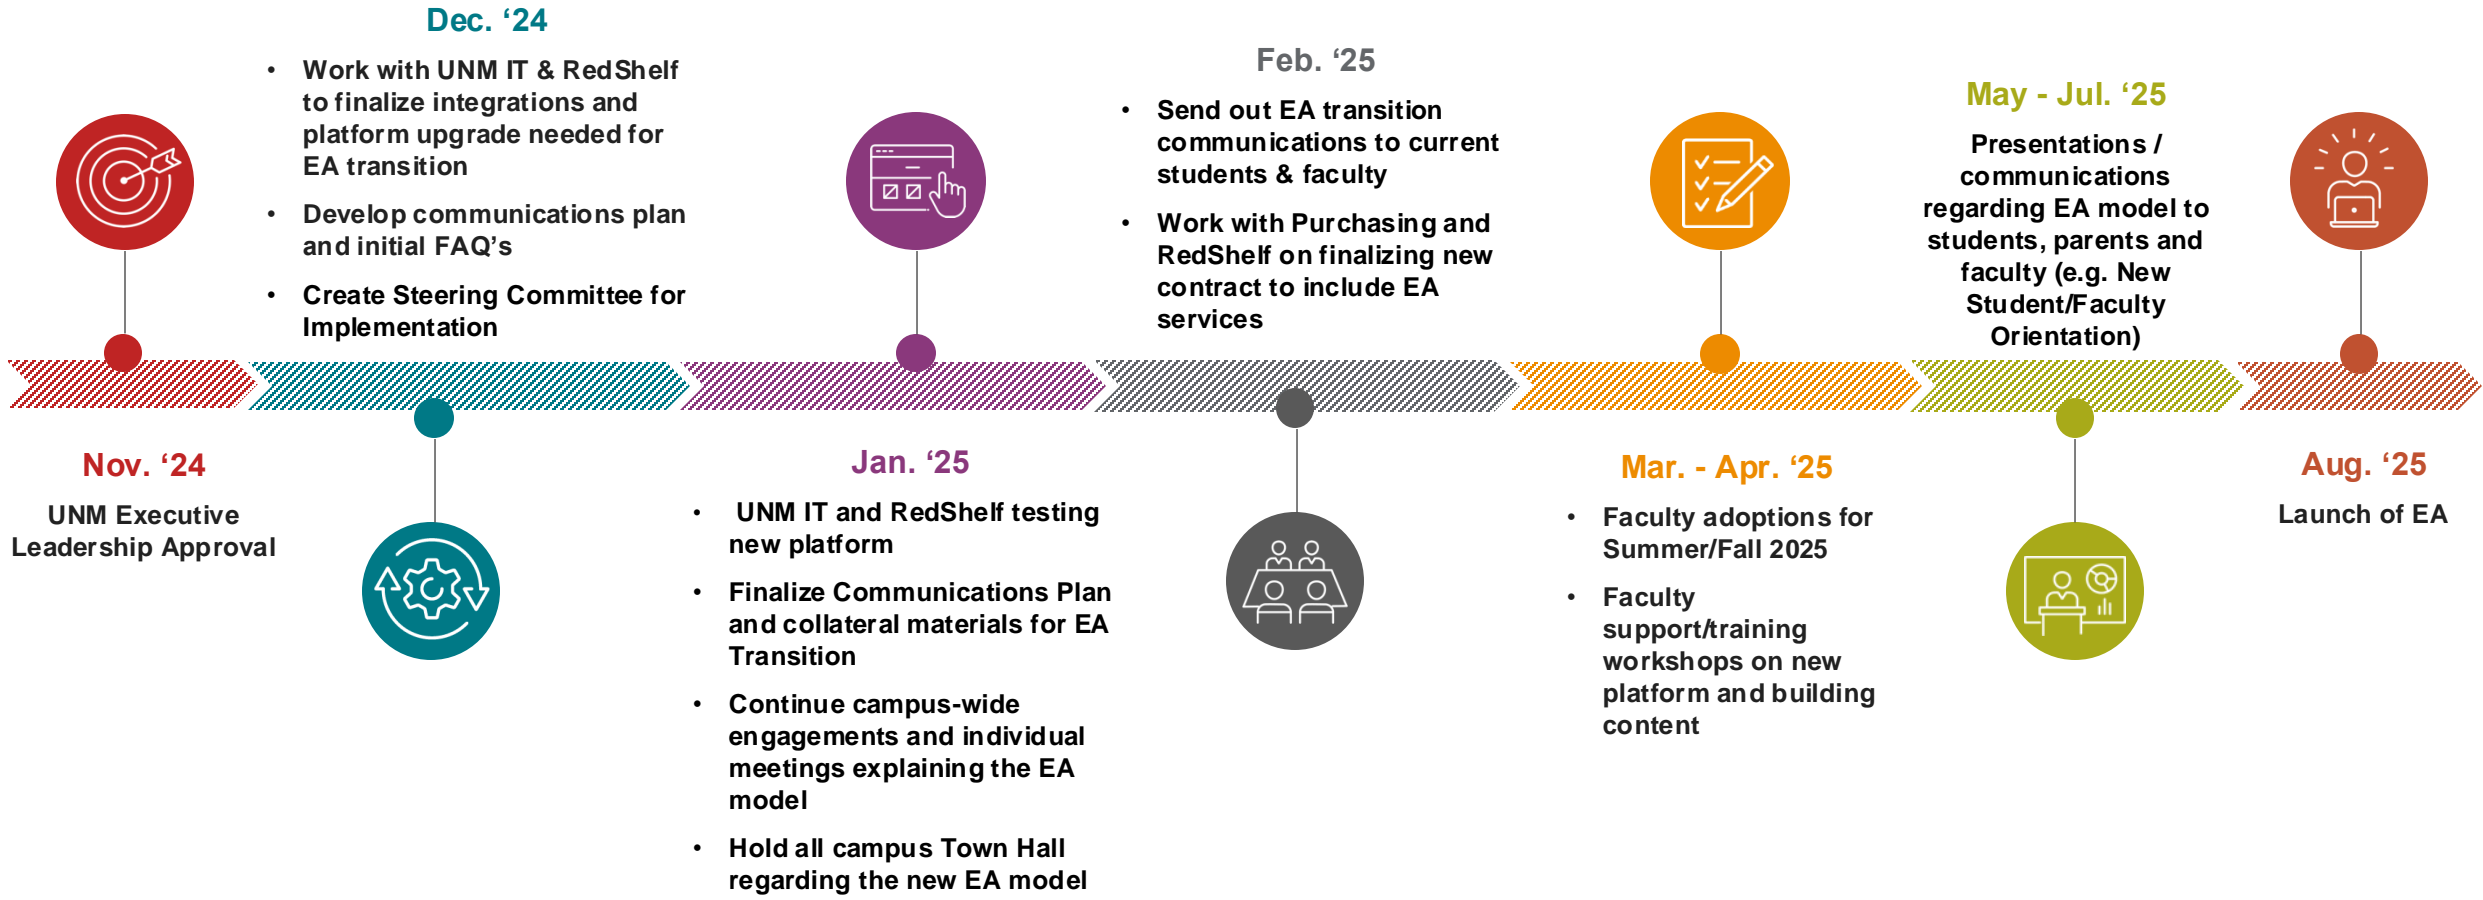 Dec. ‘24
• Work with UNM IT & RedShelf
to finalize integrations and
platform upgrade needed for
EA transition
• Develop communications plan
and initial FAQ’s
• Create Steering Committee for
Implementation
Feb. ‘25
• Send out EA transition
communications to current
students & faculty
• Work with Purchasing and
RedShelf on finalizing new
contract to include EA
services
May - Jul. ‘25
Presentations /
communications
regarding EA model to
students, parents and
faculty (e.g. New
Student/Faculty
Orientation)
Nov. ‘24
UNM Executive
Leadership Approval
Jan. ‘25
• UNM IT and RedShelf testing
new platform
• Finalize Communications Plan
and collateral materials for EA
Transition
• Continue campus-wide
engagements and individual
meetings explaining the EA
model
• Hold all campus Town Hall
regarding the new EA model
Mar. - Apr. ‘25
• Faculty adoptions for
Summer/Fall 2025
• Faculty
support/training
workshops on new
platform and building
content
Aug. ‘25
Launch of EA